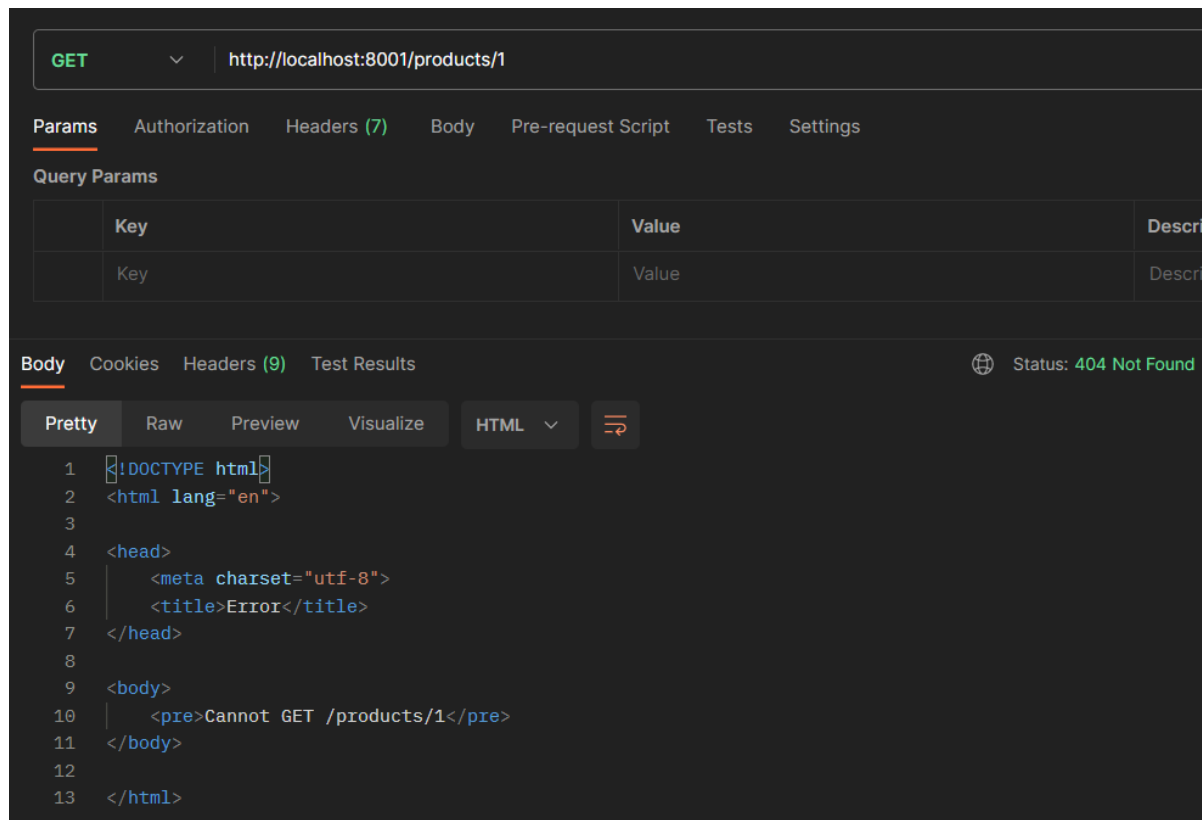 GET http://localhost:8001/products/1
Params Authorization Headers (7) Body Pre-request Script Tests Settings
Query Params
Key Value Descri
Key Value Descri
Body Cookies Headers (9) Test Results Status: 404 Not Found
Pretty Raw Preview Visualize HTML
1 <!DOCTYPE html>
2 <html lang="en">
3
4 <head>
5 <meta charset="utf-8">
6 <title>Error</title>
7 </head>
8
9 <body>
10 <pre>Cannot GET /products/1</pre>
11 </body>
12
13 </html>